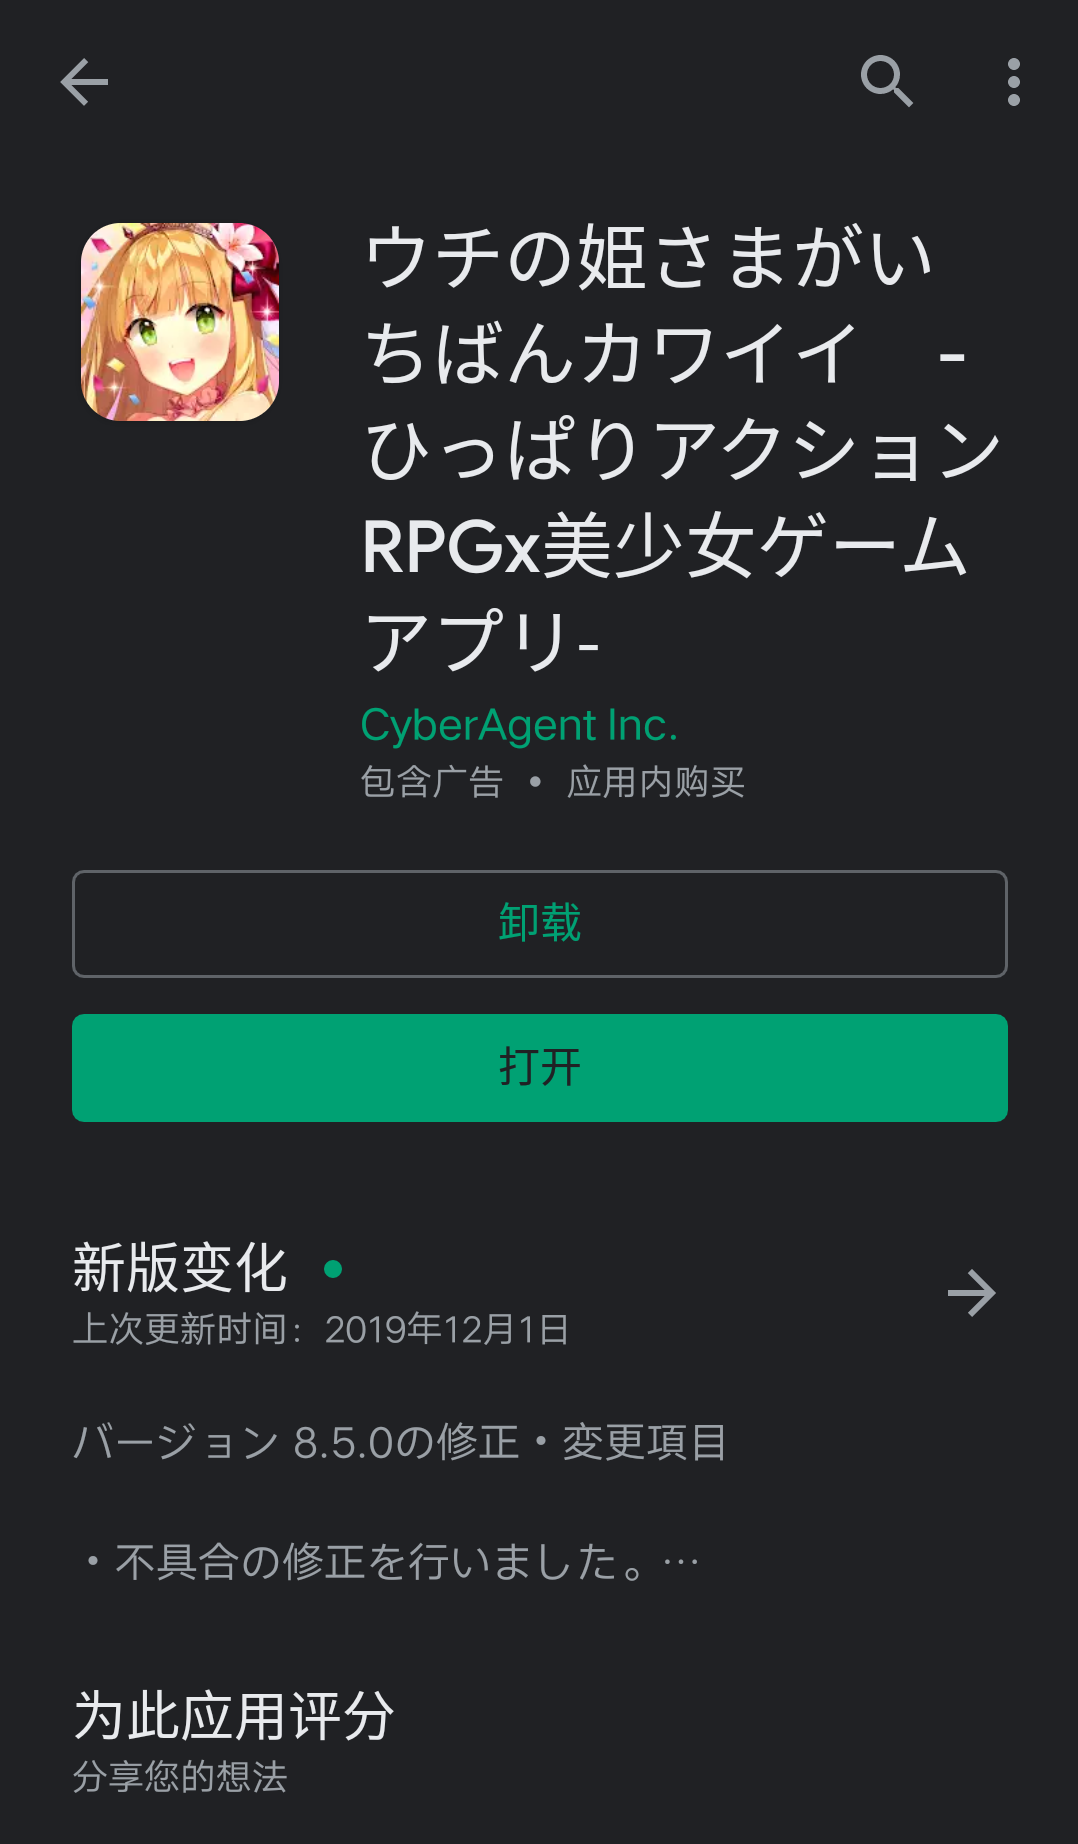 ウチの姫さまがい
ちばんカワイイ　-
ひっぱりアクション
RPGx美少女ゲーム
アプリ-
CyberAgent Inc.
包含广告 • 应用内购买
卸载
打开
新版变化
上次更新时间：2019年12月1日
バージョン 8.5.0の修正・変更項目
・不具合の修正を行いました。…
为此应用评分
分享您的想法